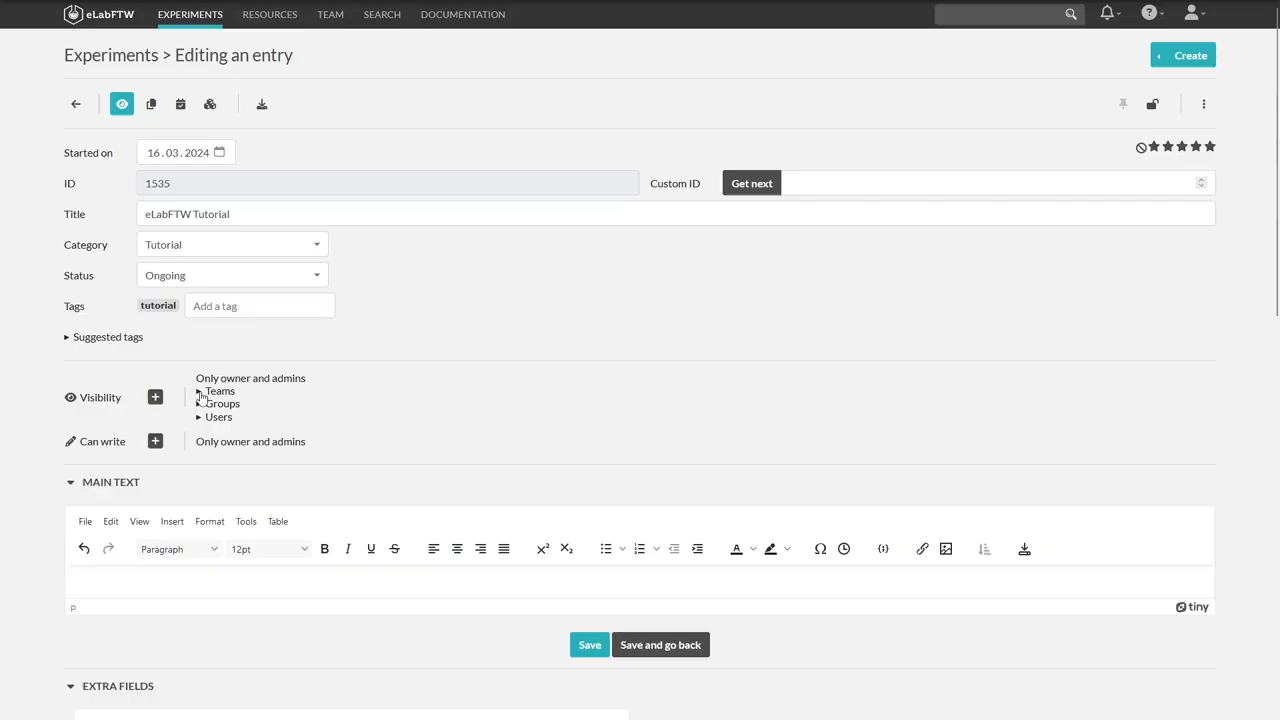 eLabFTW EXPERIMENTS RESOURCES TEAM SEARCH DOCUMENTATION
Experiments > Editing an entry
Create
Started on 16.03.2024
ID 1535 Custom ID Get next
Title eLabFTW Tutorial
Category Tutorial
Status Ongoing
Tags tutorial Add a tag
Suggested tags
Only owner and admins
Teams
Visibility
Groups
Users
Can write Only owner and admins
MAIN TEXT
File Edit View Insert Format Tools Table
Paragraph 12pt
p tiny
Save Save and go back
EXTRA FIELDS